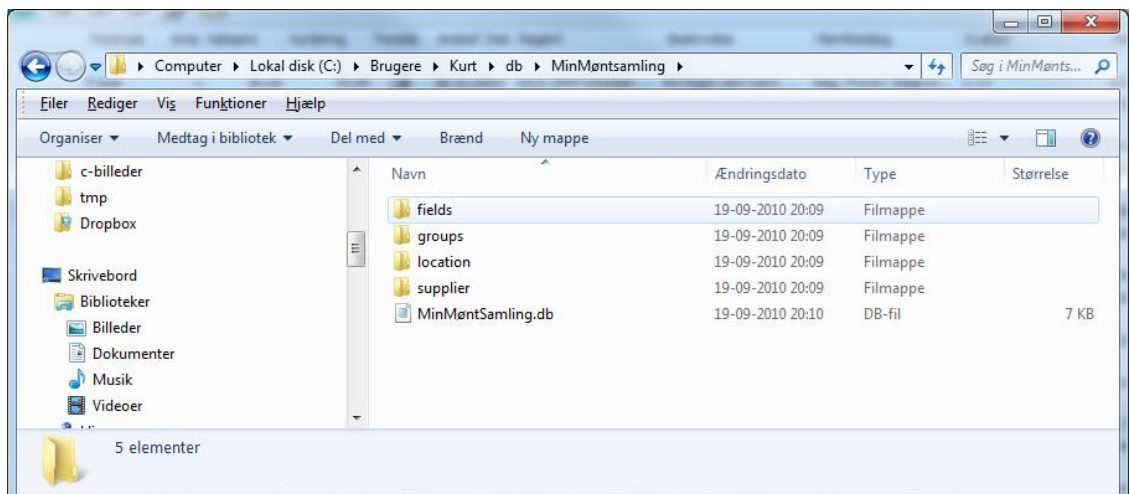 Computer ▸ Lokal disk (C:) ▸ Brugere ▸ Kurt ▸ db ▸ MinMøntsamling ▸
Søg i MinMønts...
Filer Rediger Vis Funktioner Hjælp
Organiser Medtag i bibliotek Del med Brænd Ny mappe
c-billeder
tmp
Dropbox
Skrivebord
Biblioteker
Billeder
Dokumenter
Musik
Videoer
Navn Ændringsdato Type Størrelse
fields 19-09-2010 20:09 Filmappe
groups 19-09-2010 20:09 Filmappe
location 19-09-2010 20:09 Filmappe
supplier 19-09-2010 20:09 Filmappe
MinMøntSamling.db 19-09-2010 20:10 DB-fil 7 KB
5 elementer